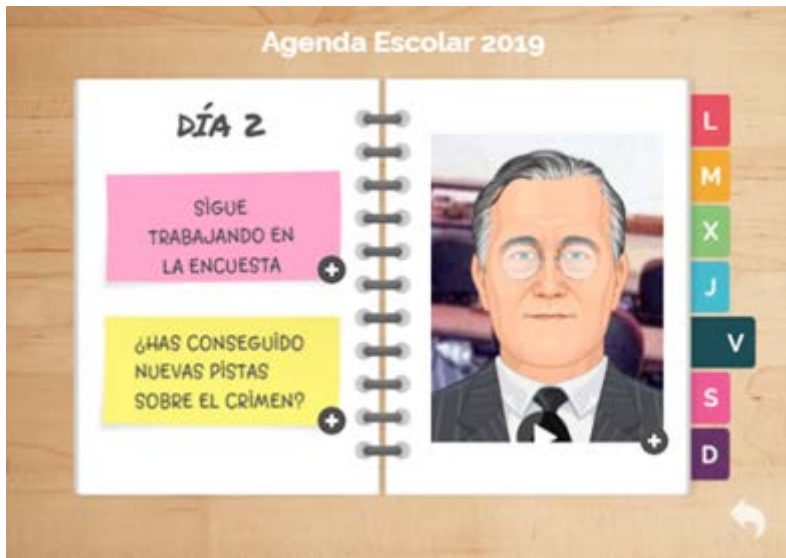 Agenda Escolar 2019
DÍA 2
SIGUE
TRABAJANDO EN
LA ENCUESTA
¿HAS CONSEGUIDO
NUEVAS PISTAS
SOBRE EL CRIMEN?
L
M
X
J
V
S
D